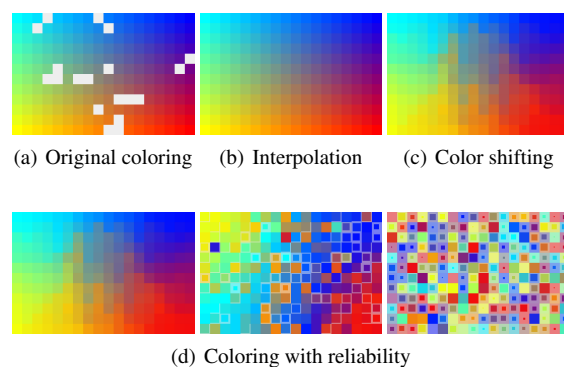 (a) Original coloring
(b) Interpolation
(c) Color shifting
(d) Coloring with reliability